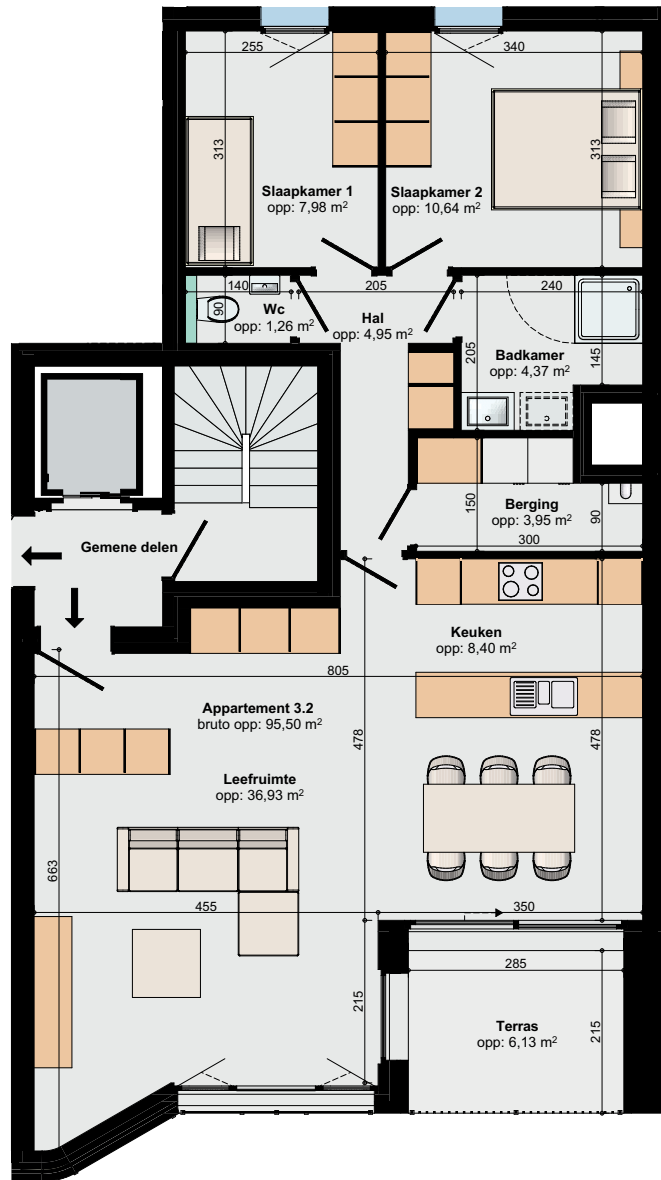 255
340
313
313
Slaapkamer 1
opp: 7,98 m²
Slaapkamer 2
opp: 10,64 m²
140
205
240
90
Wc
opp: 1,26 m²
Hal
opp: 4,95 m²
205
Badkamer
opp: 4,37 m²
145
150
Berging
opp: 3,95 m²
90
300
Gemene delen
Keuken
opp: 8,40 m²
805
Appartement 3.2
bruto opp: 95,50 m²
478
478
Leefruimte
opp: 36,93 m²
663
455
350
285
215
Terras
opp: 6,13 m²
215